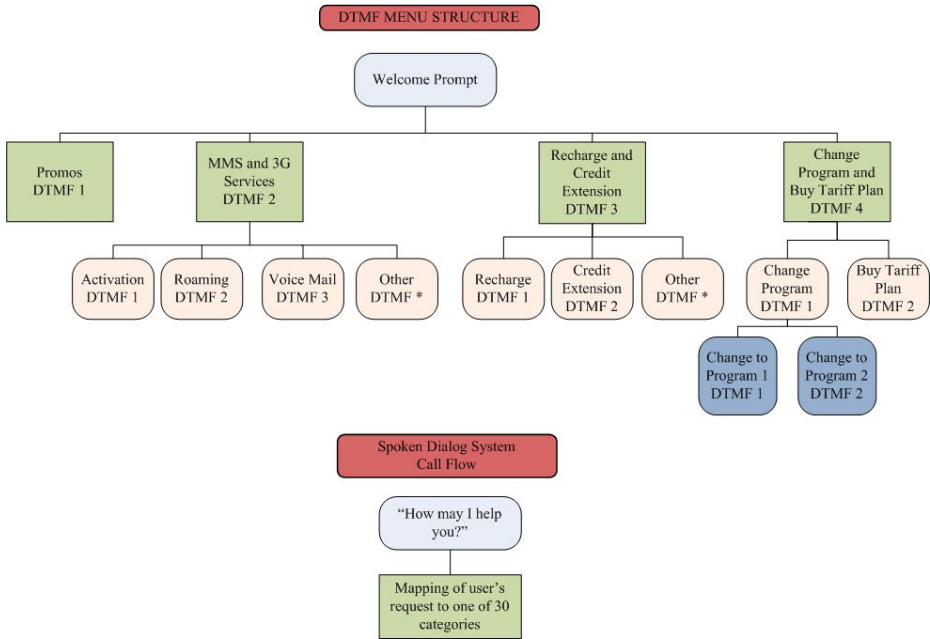 DTMF MENU STRUCTURE
Welcome Prompt
Promos
DTMF 1
MMS and 3G
Services
DTMF 2
Recharge and
Credit
Extension
DTMF 3
Change
Program and
Buy Tariff Plan
DTMF 4
Activation
DTMF 1
Roaming
DTMF 2
Voice Mail
DTMF 3
Other
DTMF *
Recharge
DTMF 1
Credit
Extension
DTMF 2
Other
DTMF *
Change
Program
DTMF 1
Buy Tariff
Plan
DTMF 2
Change to
Program 1
DTMF 1
Change to
Program 2
DTMF 2
Spoken Dialog System
Call Flow
“How may I help
you?”
Mapping of user’s
request to one of 30
categories